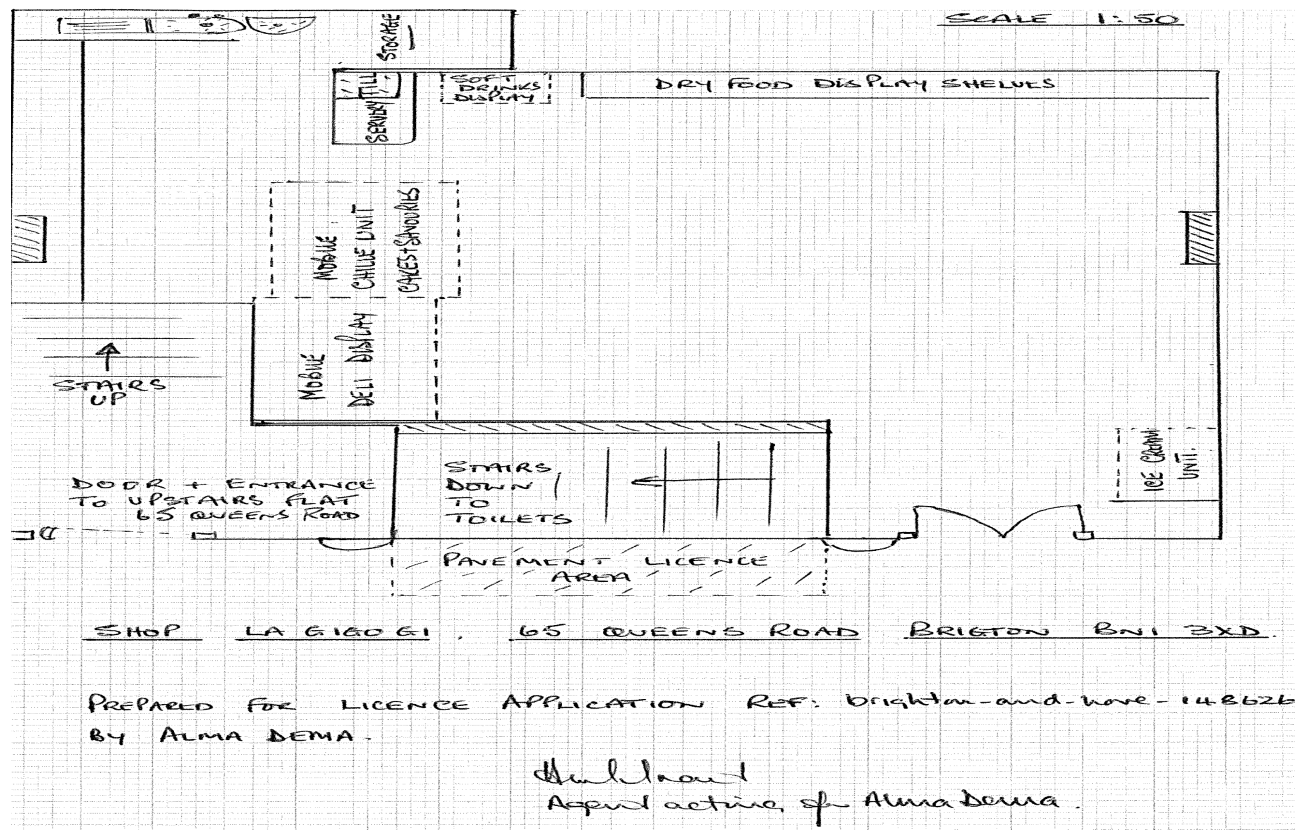 SCALE 1:50
STORAGE
TILL
SERVERY
SOFT
DRINKS
DISPLAY
DRY FOOD DISPLAY SHELVES
MOBILE
CHILLE UNIT
CAKES + SAVOURIES
MOBILE
DELI DISPLAY
STAIRS
UP
DOOR + ENTRANCE
TO UPSTAIRS FLAT
65 QUEENS ROAD
STAIRS
DOWN
TO
TOILETS
ICE CREAM
UNIT.
PAVEMENT LICENCE
AREA
SHOP LA GIGOGI. 65 QUEENS ROAD BRIGTON BN1 3XD.
PREPARED FOR LICENCE APPLICATION REF: brighton-and-hove-148626
BY ALMA DEMA.
Agent acting for Alma Dema.